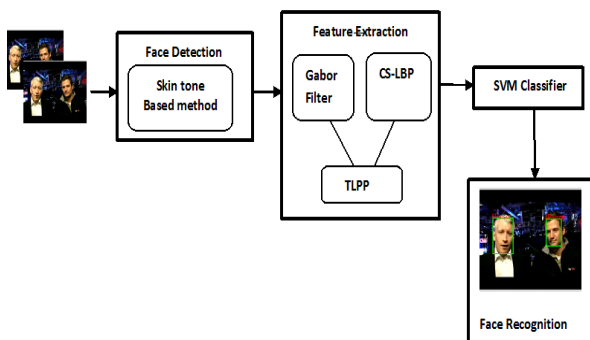 Face Detection
Skin tone
Based method
Feature Extraction
Gabor
Filter
CS-LBP
TLPP
SVM Classifier
Face Recognition